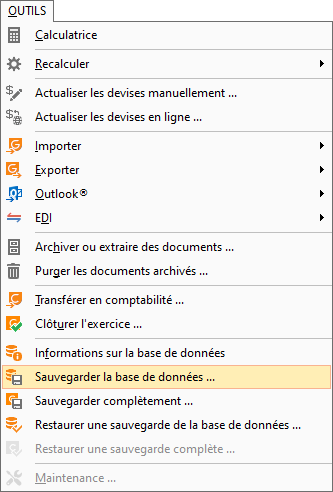 OUTILS
Calculatrice
Recalculer
Actualiser les devises manuellement ...
Actualiser les devises en ligne ...
Importer
Exporter
Outlook®
EDI
Archiver ou extraire des documents ...
Purger les documents archivés ...
Transférer en comptabilité ...
Clôturer l'exercice ...
Informations sur la base de données
Sauvegarder la base de données ...
Sauvegarder complètement ...
Restaurer une sauvegarde de la base de données ...
Restaurer une sauvegarde complète ...
Maintenance ...